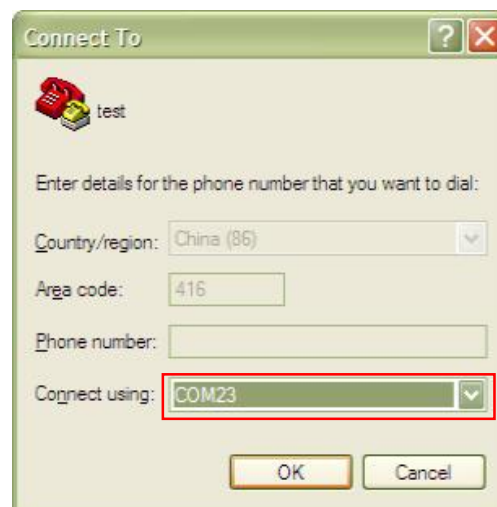 Connect To
test
Enter details for the phone number that you want to dial:
Country/region: China (86)
Area code: 416
Phone number:
Connect using: COM23
OK Cancel